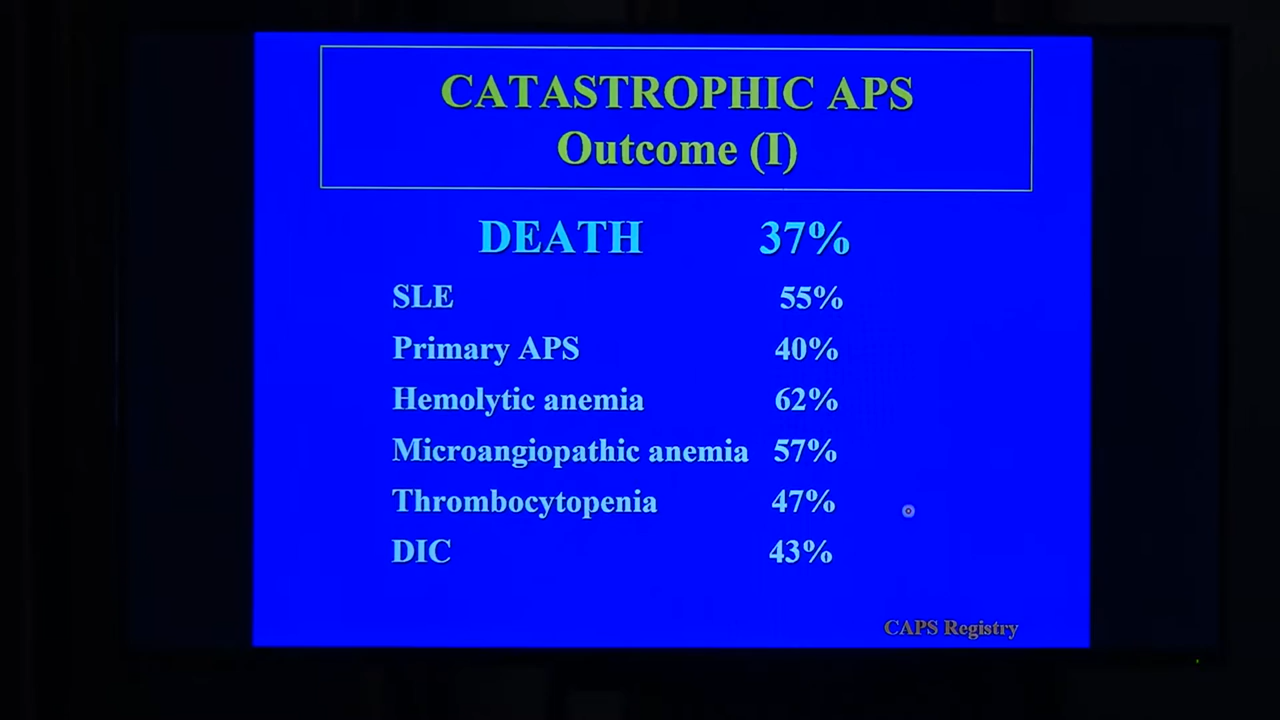 CATASTROPHIC APS
Outcome (I)
DEATH 37%
SLE 55%
Primary APS 40%
Hemolytic anemia 62%
Microangiopathic anemia 57%
Thrombocytopenia 47%
DIC 43%
CAPS Registry